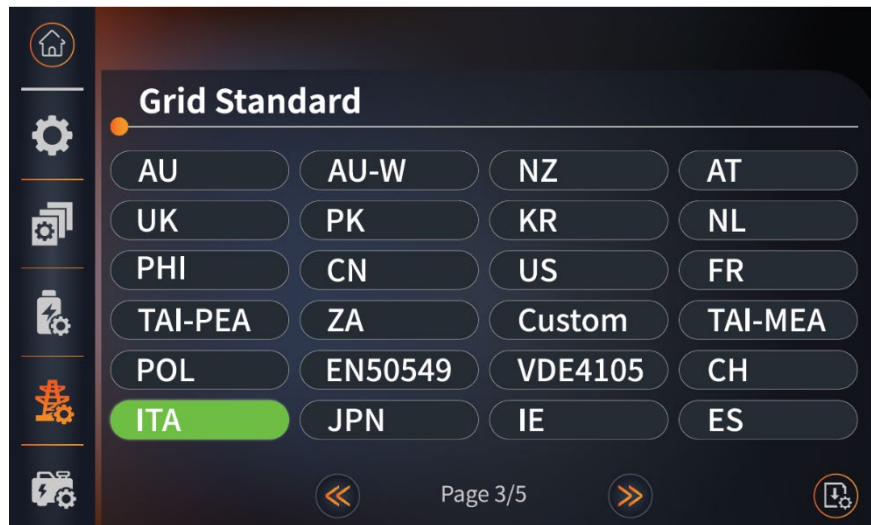 Grid Standard
AU AU-W NZ AT
UK PK KR NL
PHI CN US FR
TAI-PEA ZA Custom TAI-MEA
POL EN50549 VDE4105 CH
ITA JPN IE ES
Page 3/5